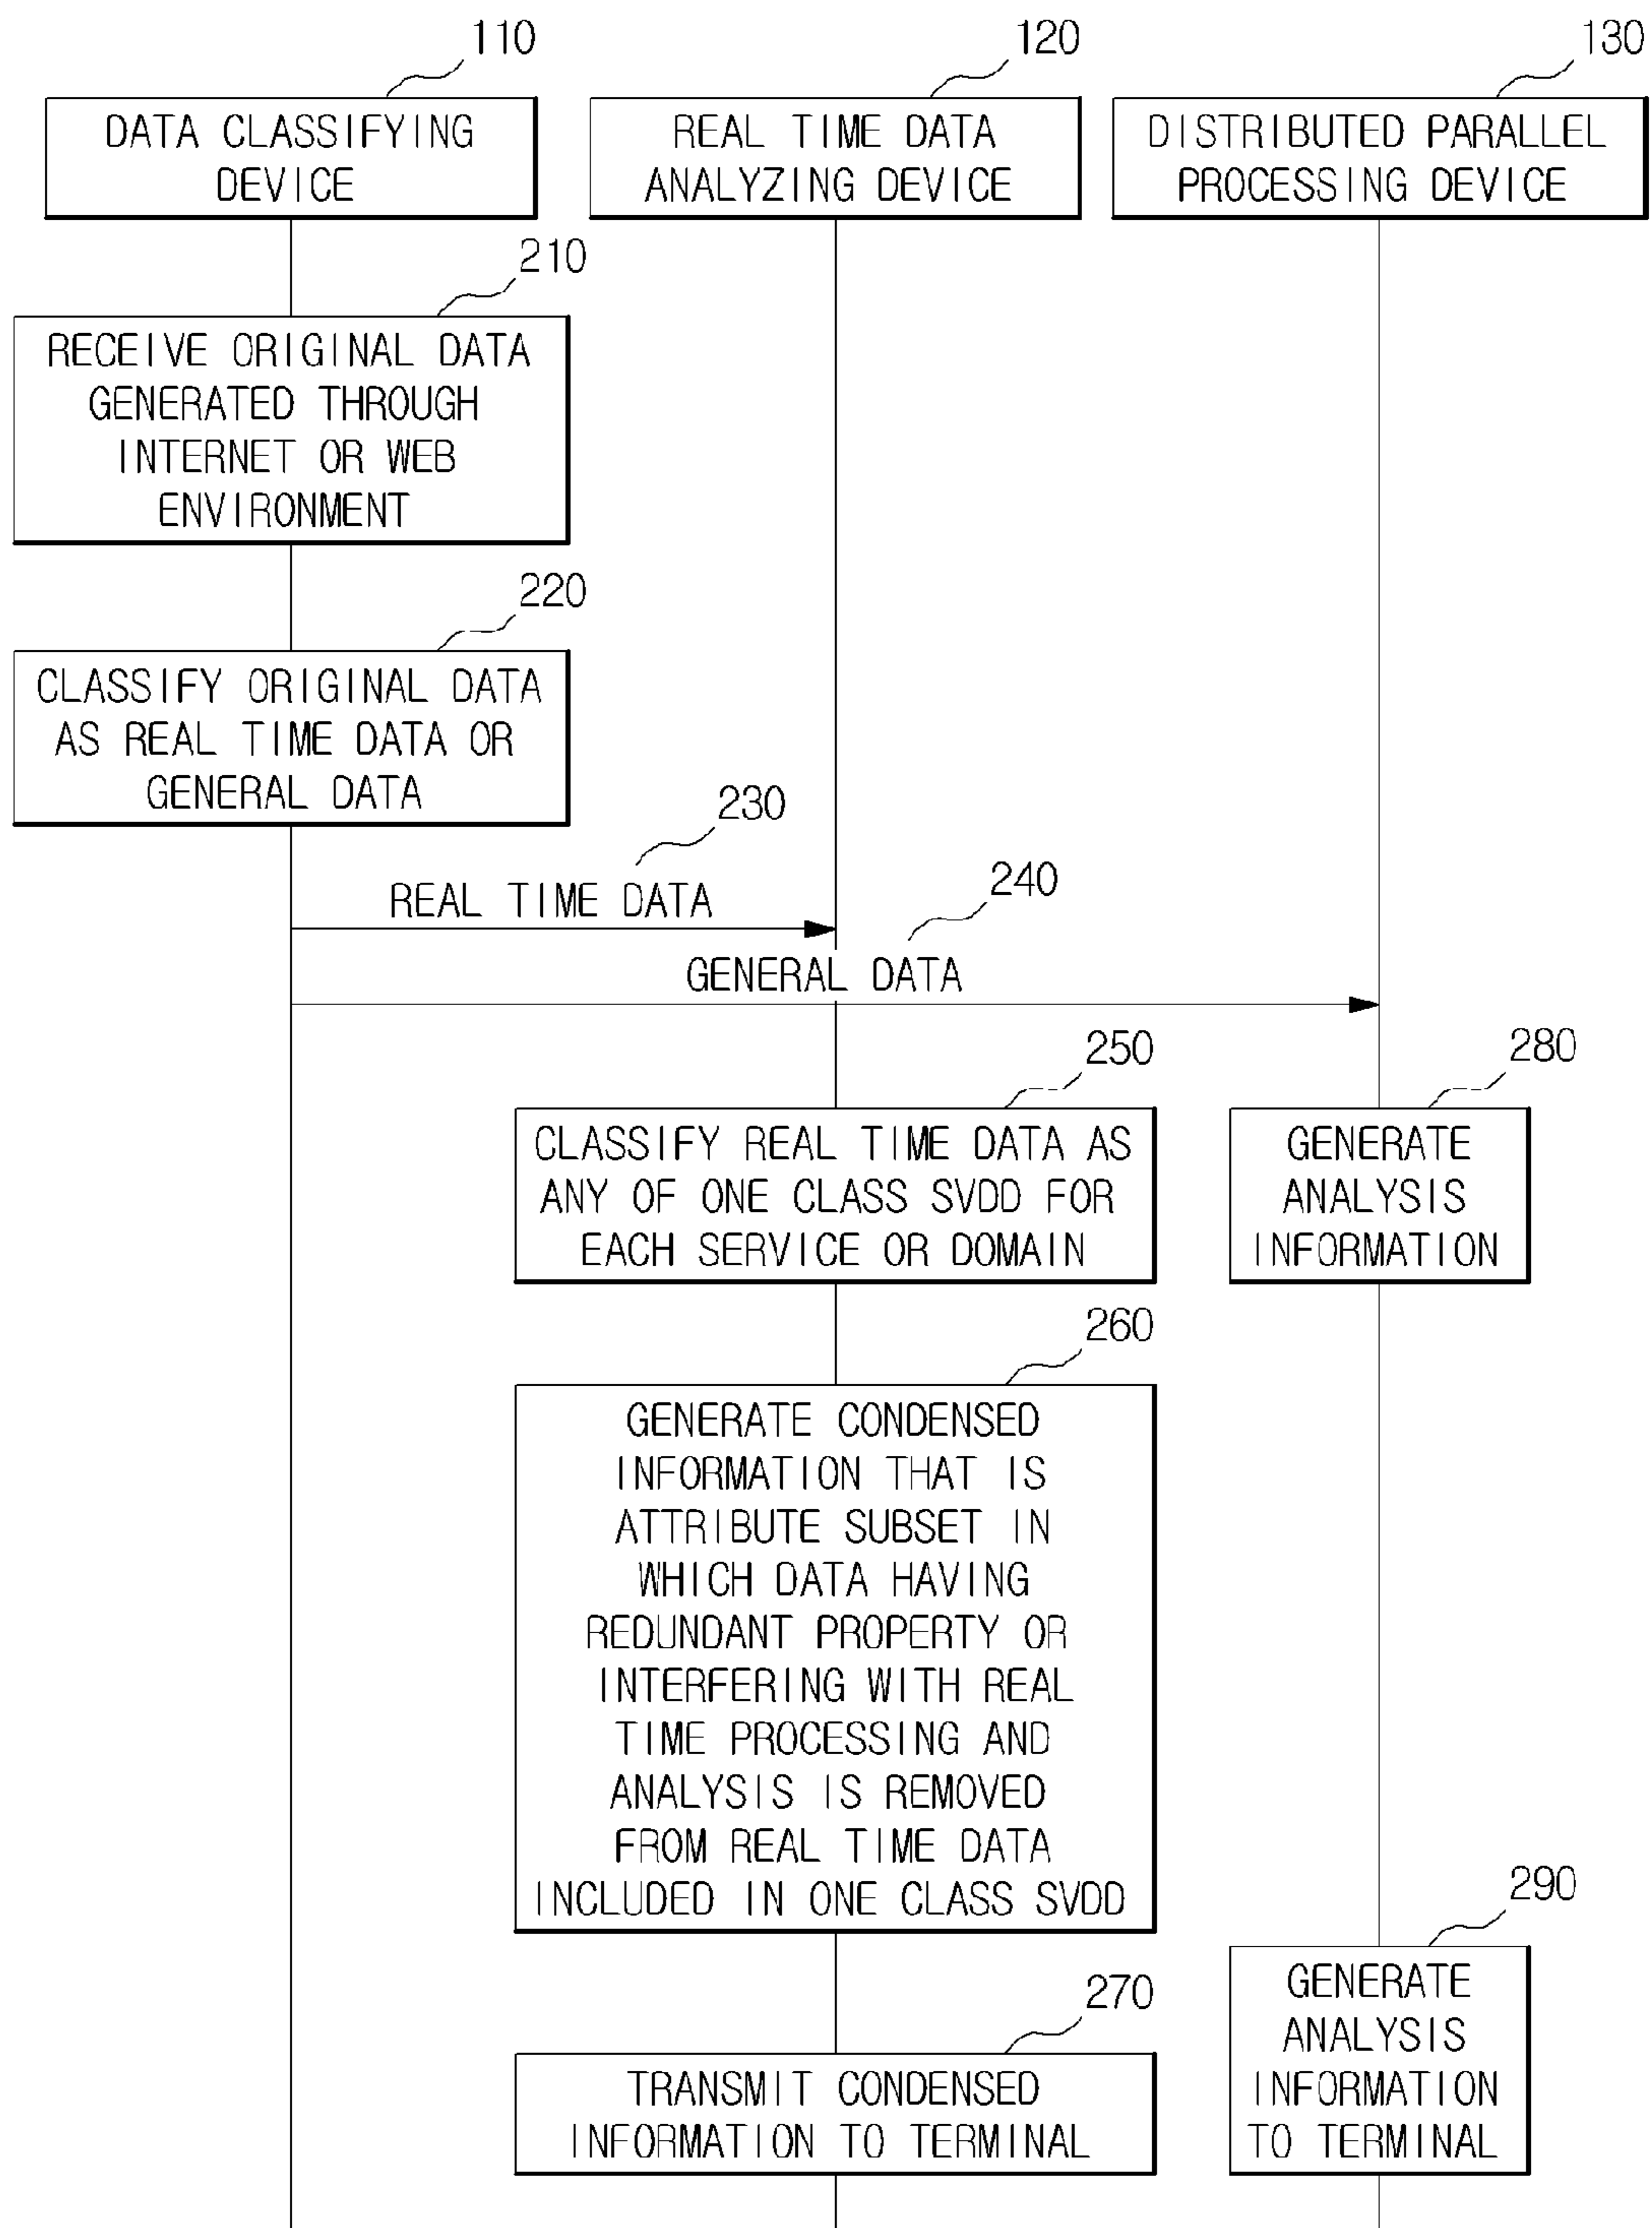 110
120
130
DATA CLASSIFYING
DEVICE
REAL TIME DATA
ANALYZING DEVICE
DISTRIBUTED PARALLEL
PROCESSING DEVICE
210
RECEIVE ORIGINAL DATA
GENERATED THROUGH
INTERNET OR WEB
ENVIRONMENT
220
CLASSIFY ORIGINAL DATA
AS REAL TIME DATA OR
GENERAL DATA
230
REAL TIME DATA
240
GENERAL DATA
250
CLASSIFY REAL TIME DATA AS
ANY OF ONE CLASS SVDD FOR
EACH SERVICE OR DOMAIN
280
GENERATE
ANALYSIS
INFORMATION
260
GENERATE CONDENSED
INFORMATION THAT IS
ATTRIBUTE SUBSET IN
WHICH DATA HAVING
REDUNDANT PROPERTY OR
INTERFERING WITH REAL
TIME PROCESSING AND
ANALYSIS IS REMOVED
FROM REAL TIME DATA
INCLUDED IN ONE CLASS SVDD
290
GENERATE
ANALYSIS
INFORMATION
TO TERMINAL
270
TRANSMIT CONDENSED
INFORMATION TO TERMINAL